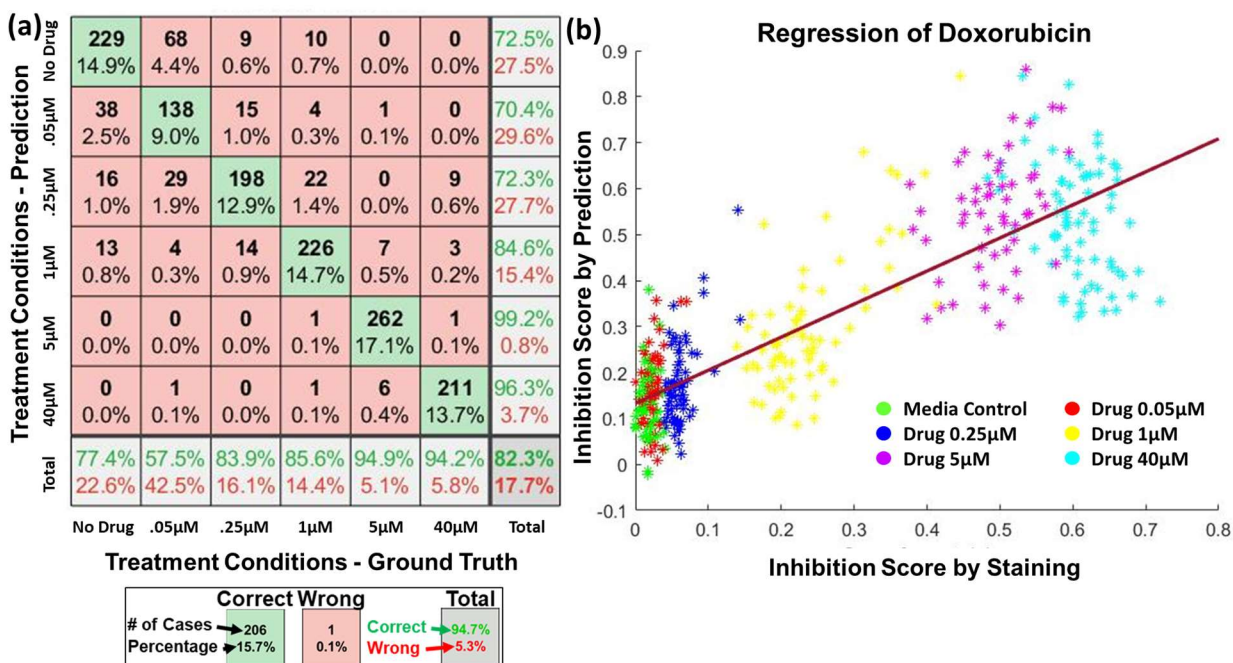 (a)
Treatment Conditions - Prediction
No Drug 229 68 9 10 0 0 72.5%
14.9% 4.4% 0.6% 0.7% 0.0% 0.0% 27.5%
.05μM 38 138 15 4 1 0 70.4%
2.5% 9.0% 1.0% 0.3% 0.1% 0.0% 29.6%
.25μM 16 29 198 22 0 9 72.3%
1.0% 1.9% 12.9% 1.4% 0.0% 0.6% 27.7%
1μM 13 4 14 226 7 3 84.6%
0.8% 0.3% 0.9% 14.7% 0.5% 0.2% 15.4%
5μM 0 0 0 1 262 1 99.2%
0.0% 0.0% 0.0% 0.1% 17.1% 0.1% 0.8%
40μM 0 1 0 1 6 211 96.3%
0.0% 0.1% 0.0% 0.1% 0.4% 13.7% 3.7%
Total 77.4% 57.5% 83.9% 85.6% 94.9% 94.2% 82.3%
22.6% 42.5% 16.1% 14.4% 5.1% 5.8% 17.7%
No Drug .05μM .25μM 1μM 5μM 40μM Total
Treatment Conditions - Ground Truth
Correct Wrong Total
# of Cases 206 1 Correct 94.7%
Percentage 15.7% 0.1% Wrong 5.3%
(b)
Regression of Doxorubicin
Inhibition Score by Prediction
0.9
0.8
0.7
0.6
0.5
0.4
0.3
0.2
0.1
0
-0.1
Media Control Drug 0.05μM
Drug 0.25μM Drug 1μM
Drug 5μM Drug 40μM
0 0.1 0.2 0.3 0.4 0.5 0.6 0.7 0.8
Inhibition Score by Staining